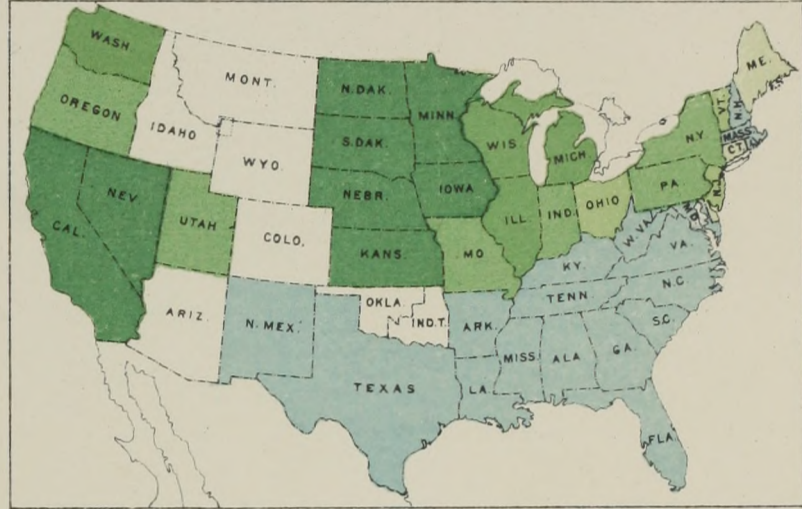 WASH
MONT.
N.DAK.
MINN
ME.
OREGON
IDAHO
WIS.
MICH.
N.Y.
VT.
N.H.
MASS.
CT.
S.DAK.
WYO.
NEBR.
IOWA
PA
N.J.
CAL.
NEV
UTAH
COLO.
KANS.
MO
ILL
IND.
OHIO
W.VA.
VA.
KY.
ARIZ.
N.MEX.
OKLA.
IND.T.
ARK.
TENN
N.C
S.C.
MISS
ALA
GA.
TEXAS
LA.
FLA.